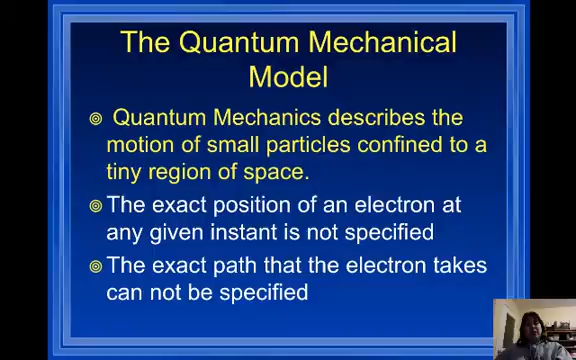 The Quantum Mechanical
Model
Quantum Mechanics describes the
motion of small particles confined to a
tiny region of space.
The exact position of an electron at
any given instant is not specified
The exact path that the electron takes
can not be specified